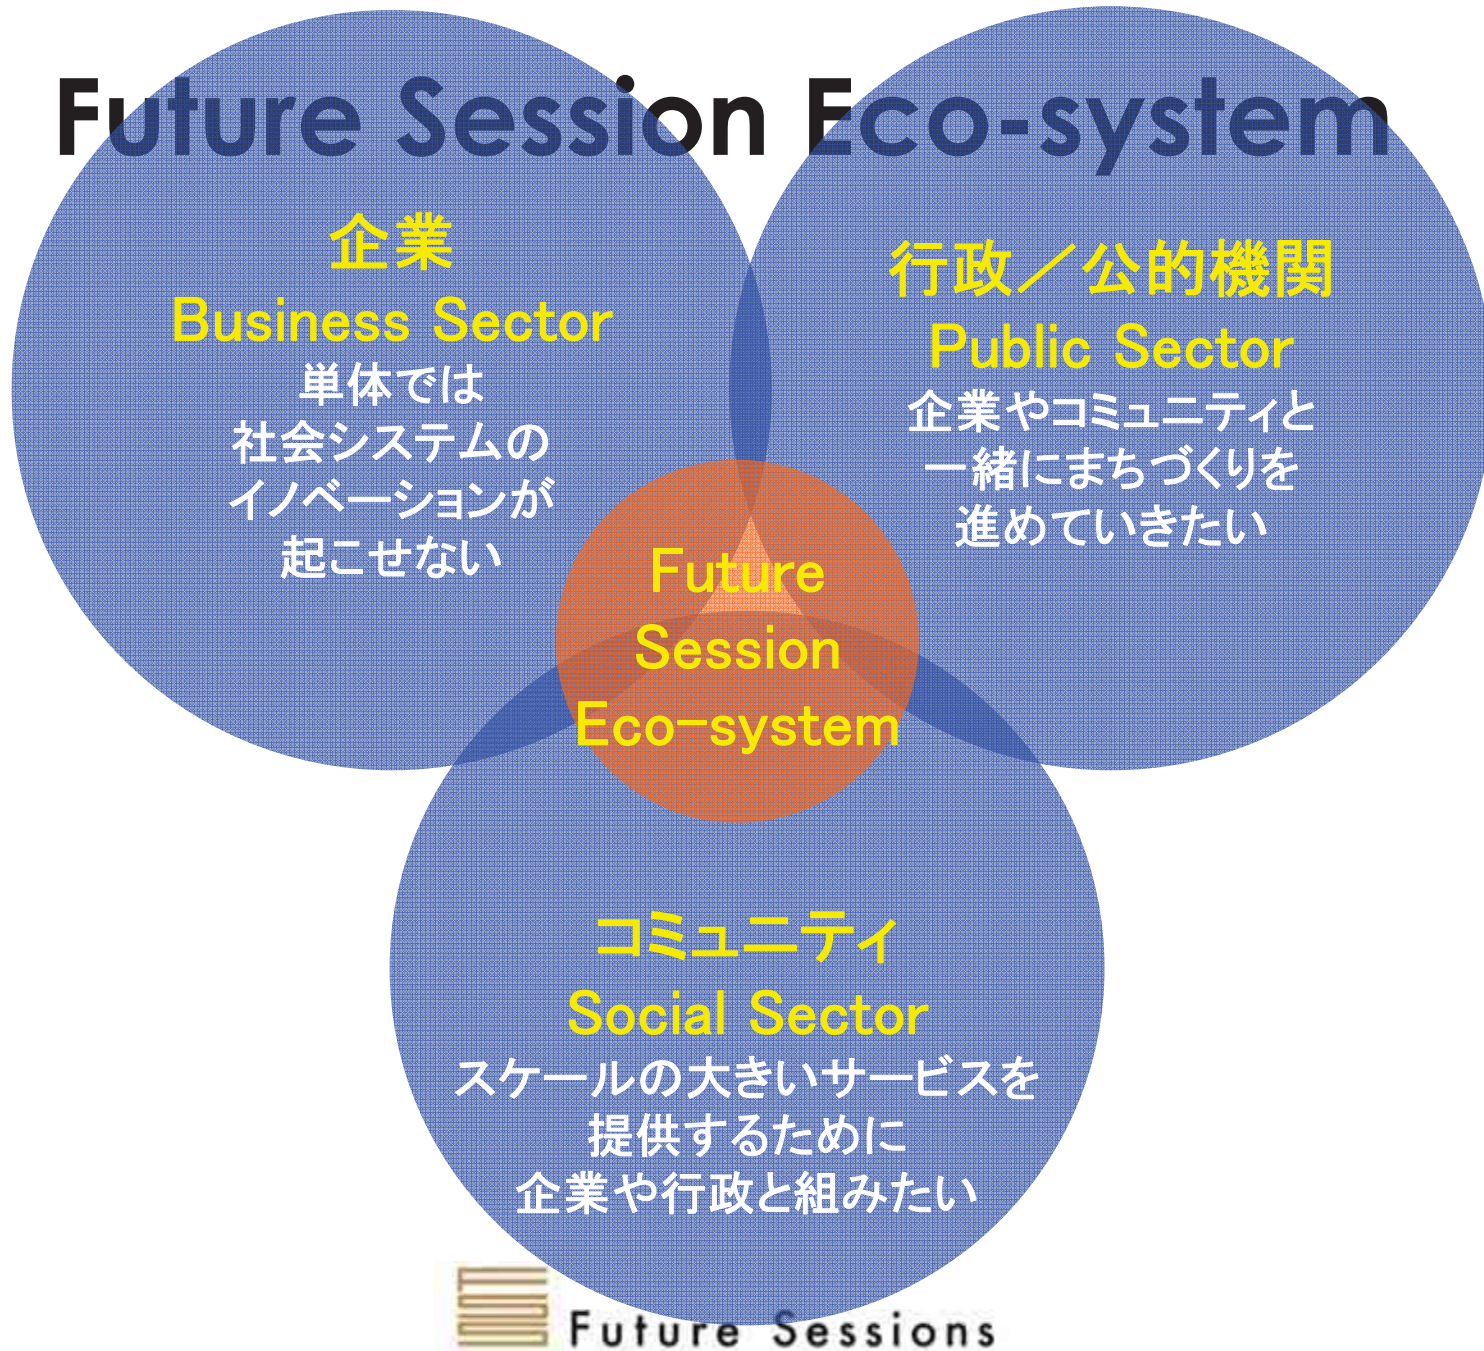 Future Session Eco-system
企業
Business Sector
単体では
社会システムの
イノベーションが
起こせない
行政／公的機関
Public Sector
企業やコミュニティと
一緒にまちづくりを
進めていきたい
Future
Session
Eco-system
コミュニティ
Social Sector
スケールの大きいサービスを
提供するために
企業や行政と組みたい
Future Sessions